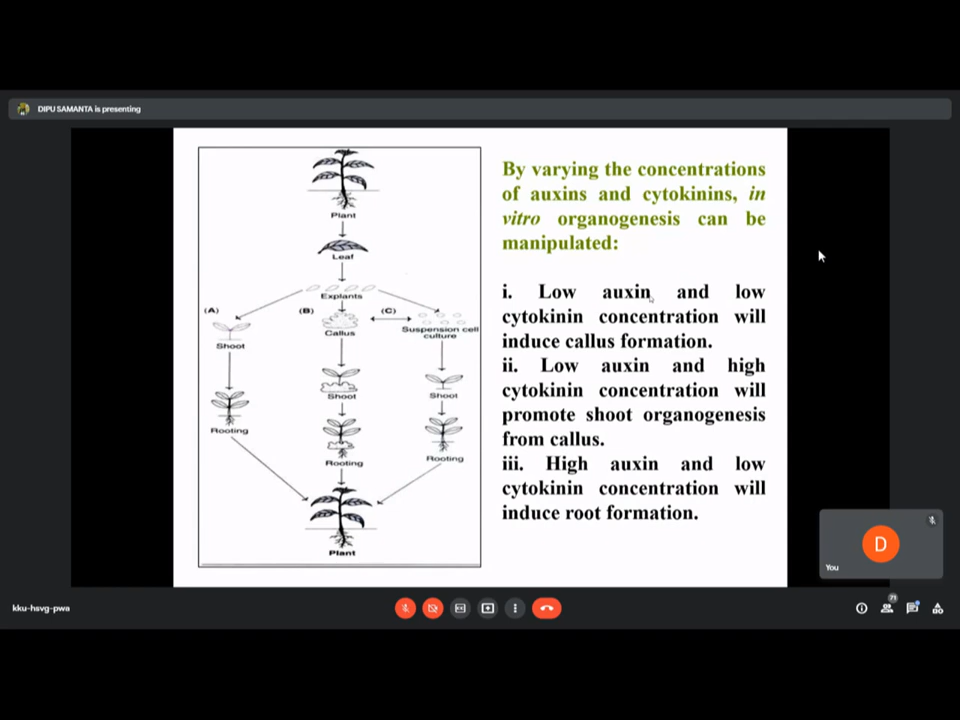 DIPU SAMANTA is presenting
Plant
Leaf
Explants
(A)
(B)
(C)
Callus
Suspension cell
culture
Shoot
Shoot
Shoot
Rooting
Rooting
Rooting
Plant
By varying the concentrations
of auxins and cytokinins, in
vitro organogenesis can be
manipulated:
i. Low auxin and low
cytokinin concentration will
induce callus formation.
ii. Low auxin and high
cytokinin concentration will
promote shoot organogenesis
from callus.
iii. High auxin and low
cytokinin concentration will
induce root formation.
D
You
kku-hsvg-pwa
71